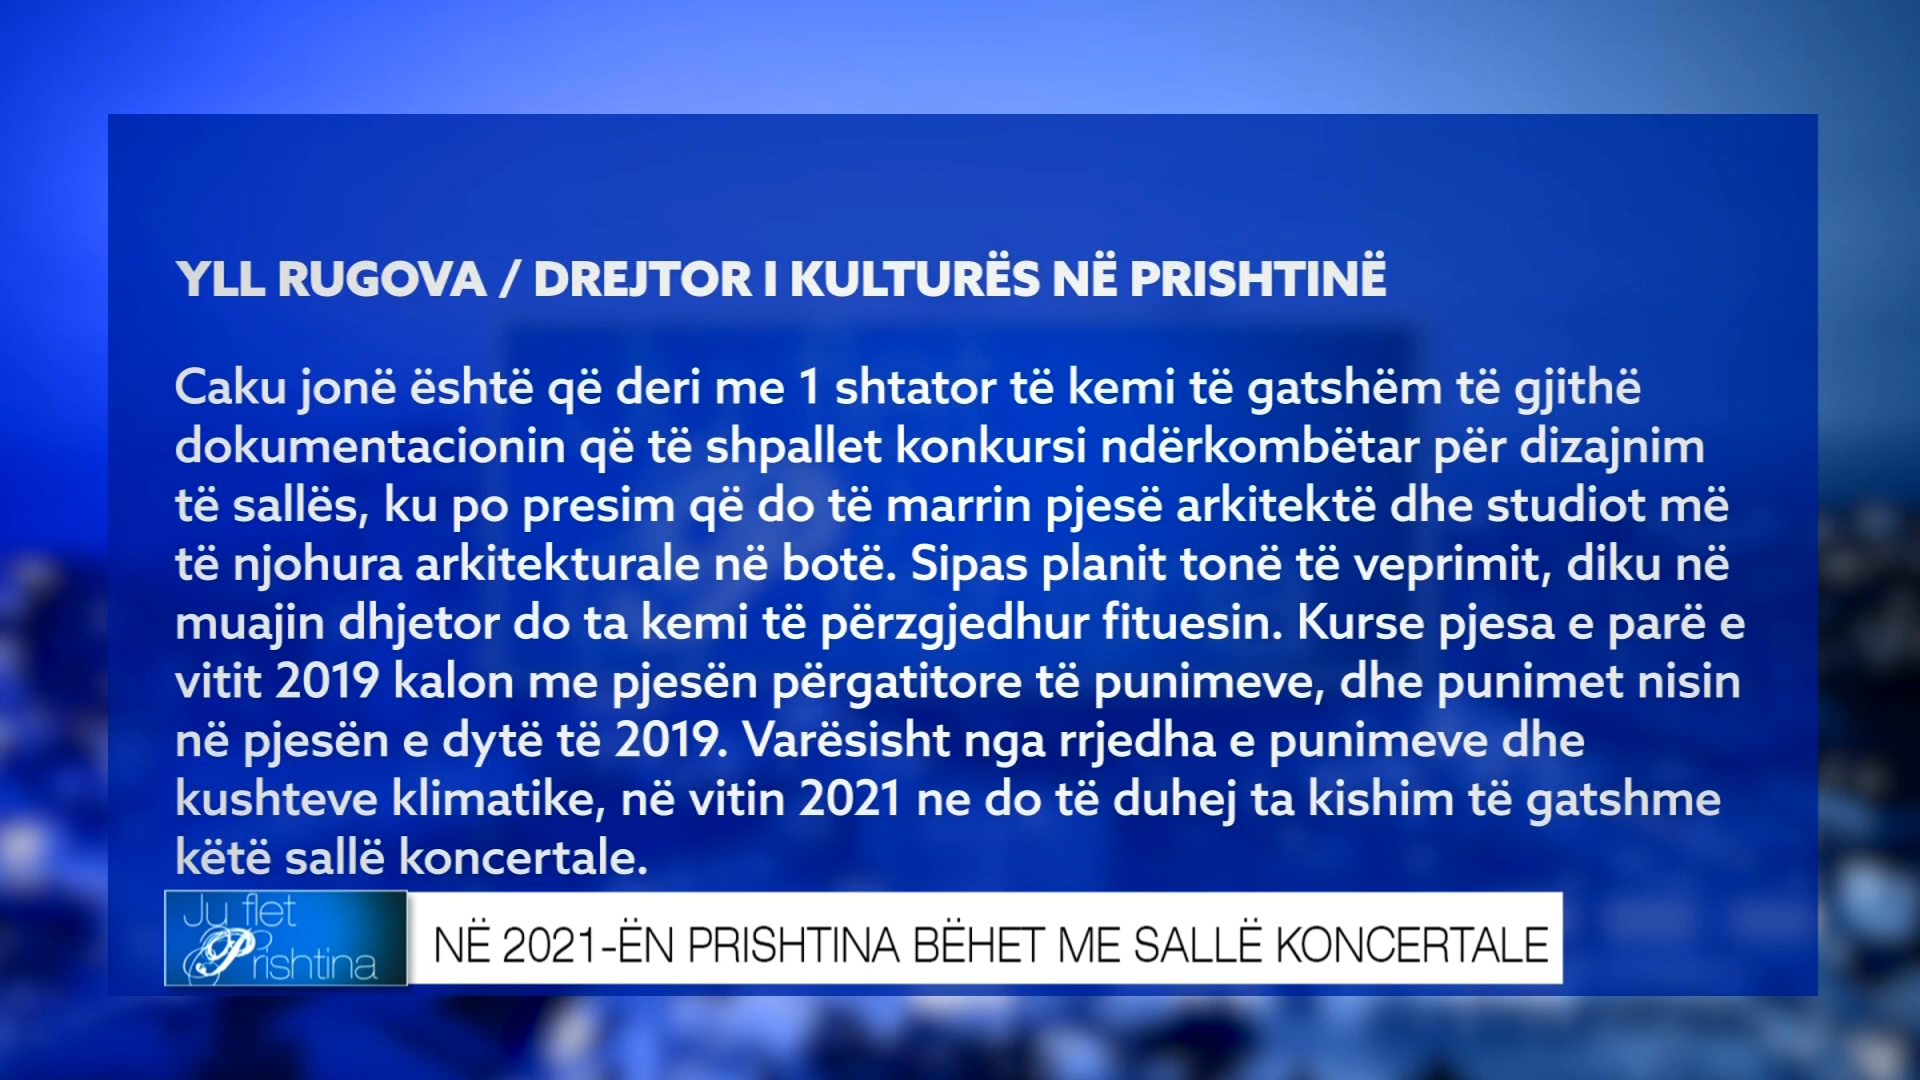 YLL RUGOVA / DREJTOR I KULTURËS NË PRISHTINË
Caku jonë është që deri me 1 shtator të kemi të gatshëm të gjithë
dokumentacionin që të shpallet konkursi ndërkombëtar për dizajnim
të sallës, ku po presim që do të marrin pjesë arkitektë dhe studiot më
të njohura arkitekturale në botë. Sipas planit tonë të veprimit, diku në
muajin dhjetor do ta kemi të përzgjedhur fituesin. Kurse pjesa e parë e
vitit 2019 kalon me pjesën përgatitore të punimeve, dhe punimet nisin
në pjesën e dytë të 2019. Varësisht nga rrjedha e punimeve dhe
kushteve klimatike, në vitin 2021 ne do të duhej ta kishim të gatshme
këtë sallë koncertale.
Ju flet
Prishtina
NË 2021-ËN PRISHTINA BËHET ME SALLË KONCERTALE